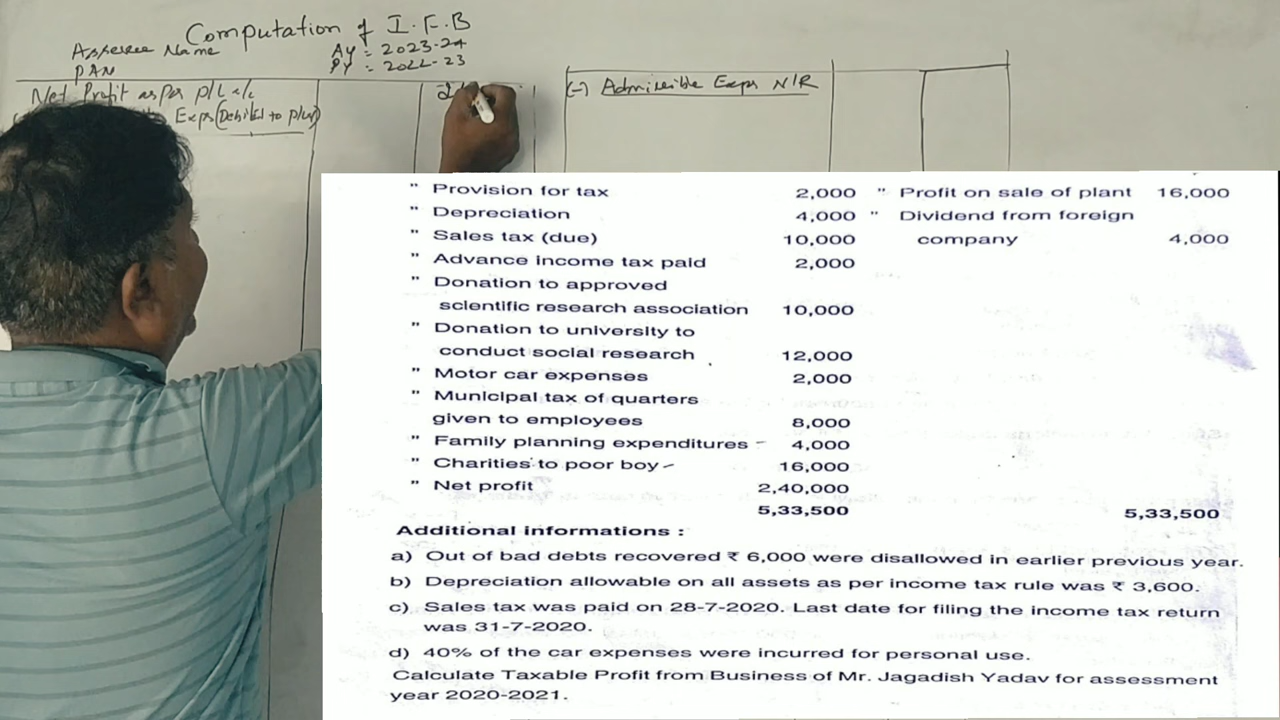 Computation of I.F.B
Assessee Name
AY : 2023-24
PAN
PY : 2022-23
Net Profit as per P/L a/c
Exps (Debited to P/L a/c)
(-) Admissible Exps N/R
" Provision for tax 2,000 " Profit on sale of plant 16,000
" Depreciation 4,000 " Dividend from foreign
" Sales tax (due) 10,000 company 4,000
" Advance income tax paid 2,000
" Donation to approved
scientific research association 10,000
" Donation to university to
conduct social research 12,000
" Motor car expenses 2,000
" Municipal tax of quarters
given to employees 8,000
" Family planning expenditures – 4,000
" Charities to poor boy – 16,000
" Net profit 2,40,000
5,33,500 5,33,500
Additional informations :
a) Out of bad debts recovered ₹ 6,000 were disallowed in earlier previous year.
b) Depreciation allowable on all assets as per income tax rule was ₹ 3,600.
c) Sales tax was paid on 28-7-2020. Last date for filing the income tax return
was 31-7-2020.
d) 40% of the car expenses were incurred for personal use.
Calculate Taxable Profit from Business of Mr. Jagadish Yadav for assessment
year 2020-2021.